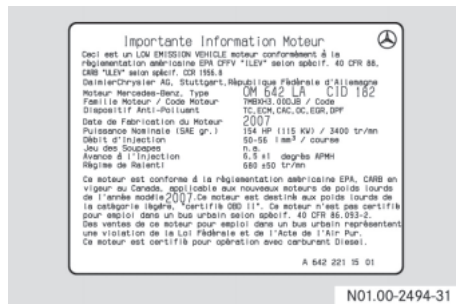 Importante Information Moteur
Ceci est un LOW EMISSION VEHICLE moteur conformément à la
réglementation américaine EPA CFFV "ILEV" selon spécif. 40 CFR 88,
CARB "ULEV" selon spécif. CCR 1956.8
DaimlerChrysler AG, Stuttgart, République Fédérale d'Allemagne
Moteur Mercedes-Benz, Type OM 642 LA CID 182
Famille Moteur / Code Moteur TMBXH3.00DJB / Code
Dispositif Anti-Polluant TC,ECM,CAC,OC,EGR,DPF
Date de Fabrication du Moteur 2007
Puissance Nominale (SAE gr.) 154 HP (115 KW) / 3400 tr/mn
Débit d'Injection 50-56 mm³ / course
Jeu des Soupapes n.a.
Avance à l'Injection 6,5 ±1 degrés APMH
Régime de Ralenti 680 ±50 tr/mn
Ce moteur est conforme à la réglementation américaine EPA, CARB en
vigeur au Canada, applicable aux nouveaux moteurs de poids lourds
de l'année modèle 2007. Ce moteur est destiné aux poids lourds de
la catégorie légère, "certifié OBD II". Ce moteur n'est pas certifié
pour emploi dans un bus urbain selon spécif. 40 CFR 86.093-2.
Des ventes de ce moteur pour emploi dans un bus urbain représentent
une violation de la Loi Fédérale et de l'Acte de l'Air Pur.
Ce moteur est certifié pour opération avec carburant Diesel.
A 642 221 15 01
N01.00-2494-31